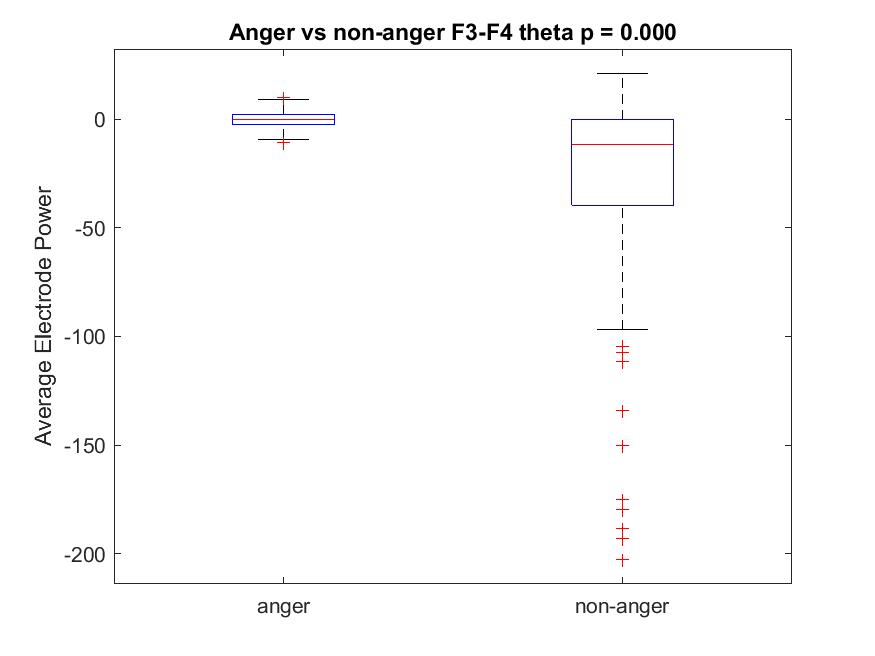 Anger vs non-anger F3-F4 theta p = 0.000
Average Electrode Power
0
-50
-100
-150
-200
anger
non-anger